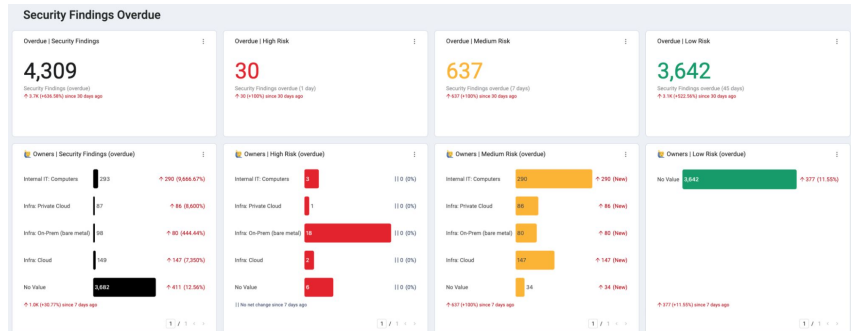 Security Findings Overdue
Overdue | Security Findings
4,309
Security Findings (overdue)
↑ 3.7K (+636.58%) since 30 days ago
Overdue | High Risk
30
Security Findings overdue (1 day)
↑ 30 (+100%) since 30 days ago
Overdue | Medium Risk
637
Security Findings overdue (7 days)
↑ 637 (+100%) since 30 days ago
Overdue | Low Risk
3,642
Security Findings overdue (45 days)
↑ 3.1K (+522.56%) since 30 days ago
Owners | Security Findings (overdue)
Internal IT: Computers 293 ↑ 290 (9,666.67%)
Infra: Private Cloud 87 ↑ 86 (8,600%)
Infra: On-Prem (bare metal) 98 ↑ 80 (444.44%)
Infra: Cloud 149 ↑ 147 (7,350%)
No Value 3,682 ↑ 411 (12.56%)
↑ 1.0K (+30.77%) since 7 days ago
1 / 1
Owners | High Risk (overdue)
Internal IT: Computers 3 || 0 (0%)
Infra: Private Cloud 1 || 0 (0%)
Infra: On-Prem (bare metal) 18 || 0 (0%)
Infra: Cloud 2 || 0 (0%)
No Value 6 || 0 (0%)
|| No net change since 7 days ago
1 / 1
Owners | Medium Risk (overdue)
Internal IT: Computers 290 ↑ 290 (New)
Infra: Private Cloud 86 ↑ 86 (New)
Infra: On-Prem (bare metal) 80 ↑ 80 (New)
Infra: Cloud 147 ↑ 147 (New)
No Value 34 ↑ 34 (New)
↑ 637 (+100%) since 7 days ago
1 / 1
Owners | Low Risk (overdue)
No Value 3,642 ↑ 377 (11.55%)
↑ 377 (+11.55%) since 7 days ago
1 / 1